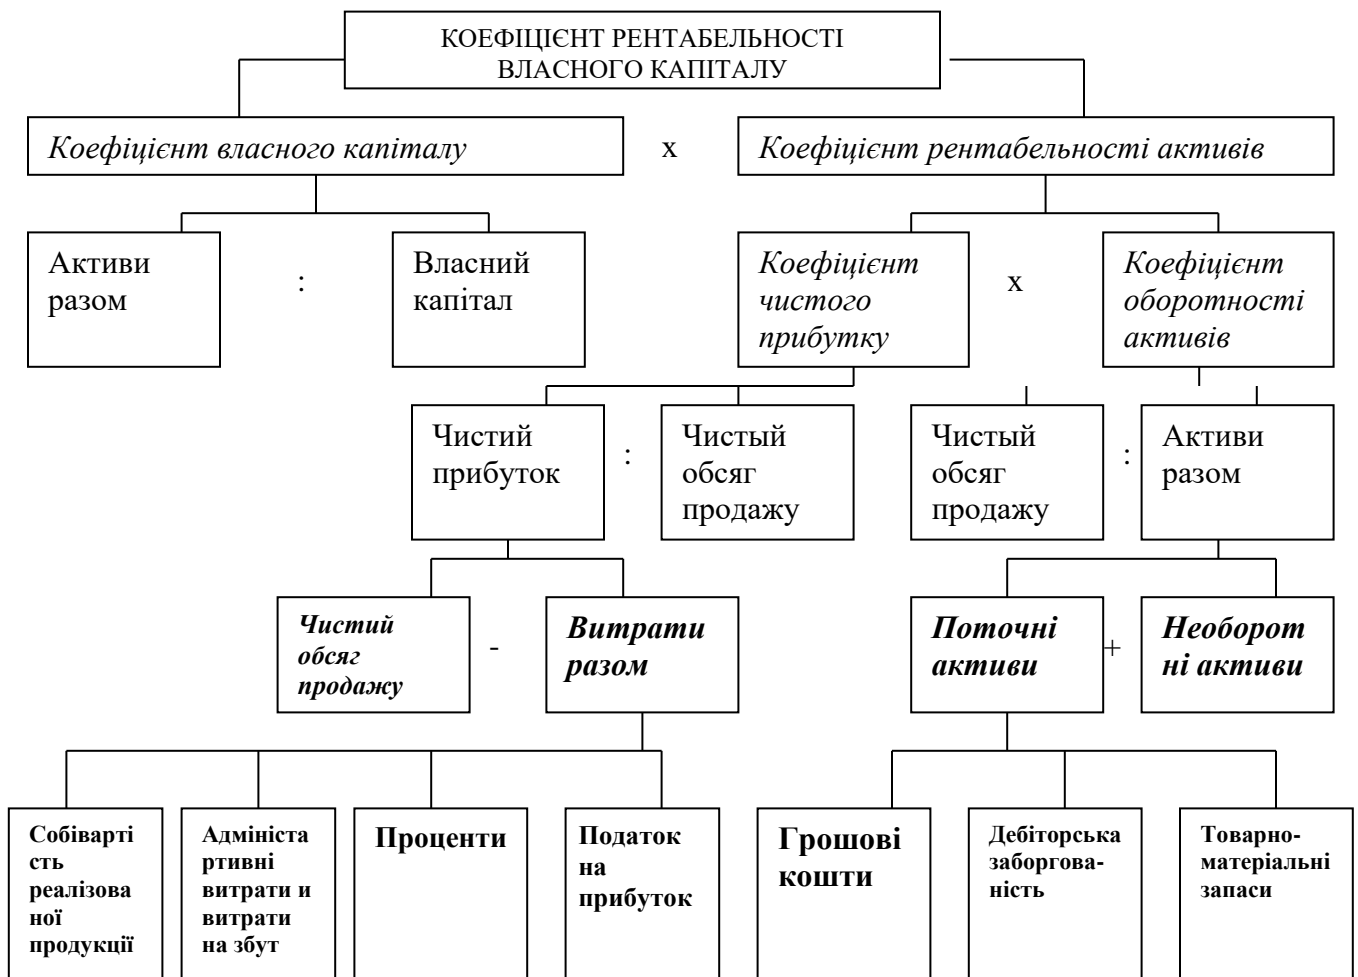 КОЕФІЦІЄНТ РЕНТАБЕЛЬНОСТІ
ВЛАСНОГО КАПІТАЛУ
Коефіцієнт власного капіталу
х
Коефіцієнт рентабельності активів
Активи
разом
:
Власний
капітал
Коефіцієнт
чистого
прибутку
х
Коефіцієнт
оборотності
активів
Чистий
прибуток
:
Чистый
обсяг
продажу
Чистый
обсяг
продажу
:
Активи
разом
Чистий
обсяг
продажу
-
Витрати
разом
Поточні
активи
+
Необорот
ні активи
Собіварті
сть
реалізова
ної
продукції
Адмініста
ртивні
витрати и
витрати
на збут
Проценти
Податок
на
прибуток
Грошові
кошти
Дебіторська
заборгова-
ність
Товарно-
матеріальні
запаси